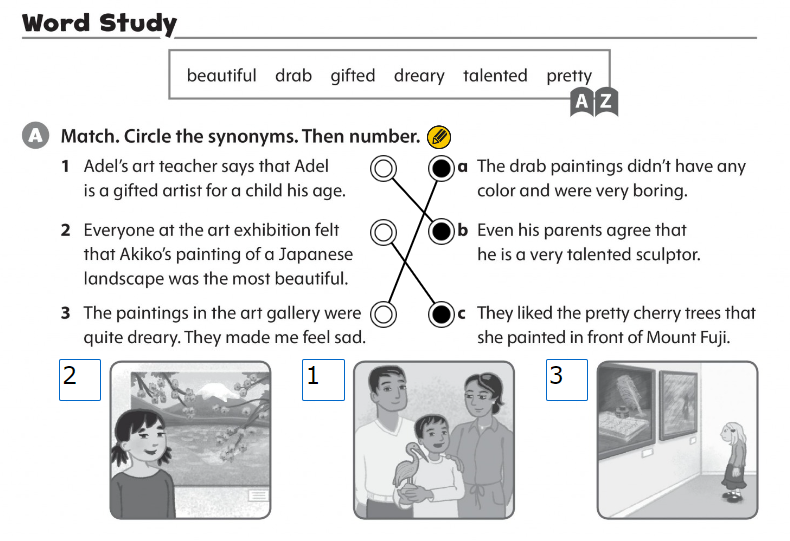 Word Study
beautiful drab gifted dreary talented pretty
A Z
A Match. Circle the synonyms. Then number.
1 Adel's art teacher says that Adel
is a gifted artist for a child his age.
a The drab paintings didn't have any
color and were very boring.
2 Everyone at the art exhibition felt
that Akiko's painting of a Japanese
landscape was the most beautiful.
b Even his parents agree that
he is a very talented sculptor.
3 The paintings in the art gallery were
quite dreary. They made me feel sad.
c They liked the pretty cherry trees that
she painted in front of Mount Fuji.
2
1
3